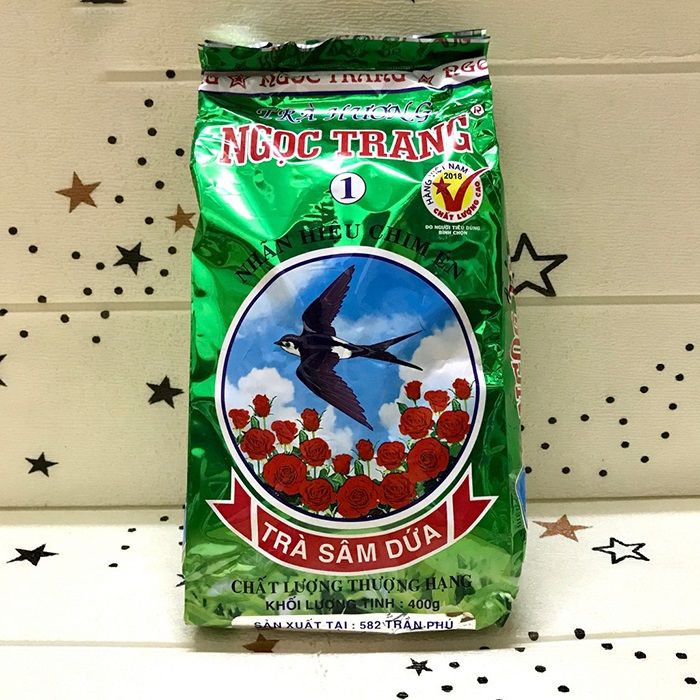 NGỌC TRANG NGỌ
TRÀ HƯƠNG
NGỌC TRANG ®
1
HÀNG VIỆT NAM
2018
CHẤT LƯỢNG CAO
DO NGƯỜI TIÊU DÙNG
BÌNH CHỌN
NHÃN HIỆU CHIM ÉN
TRÀ SÂM DỨA
CHẤT LƯỢNG THƯỢNG HẠNG
KHỐI LƯỢNG TỊNH : 400g
SẢN XUẤT TẠI : 582 TRẦN PHÚ